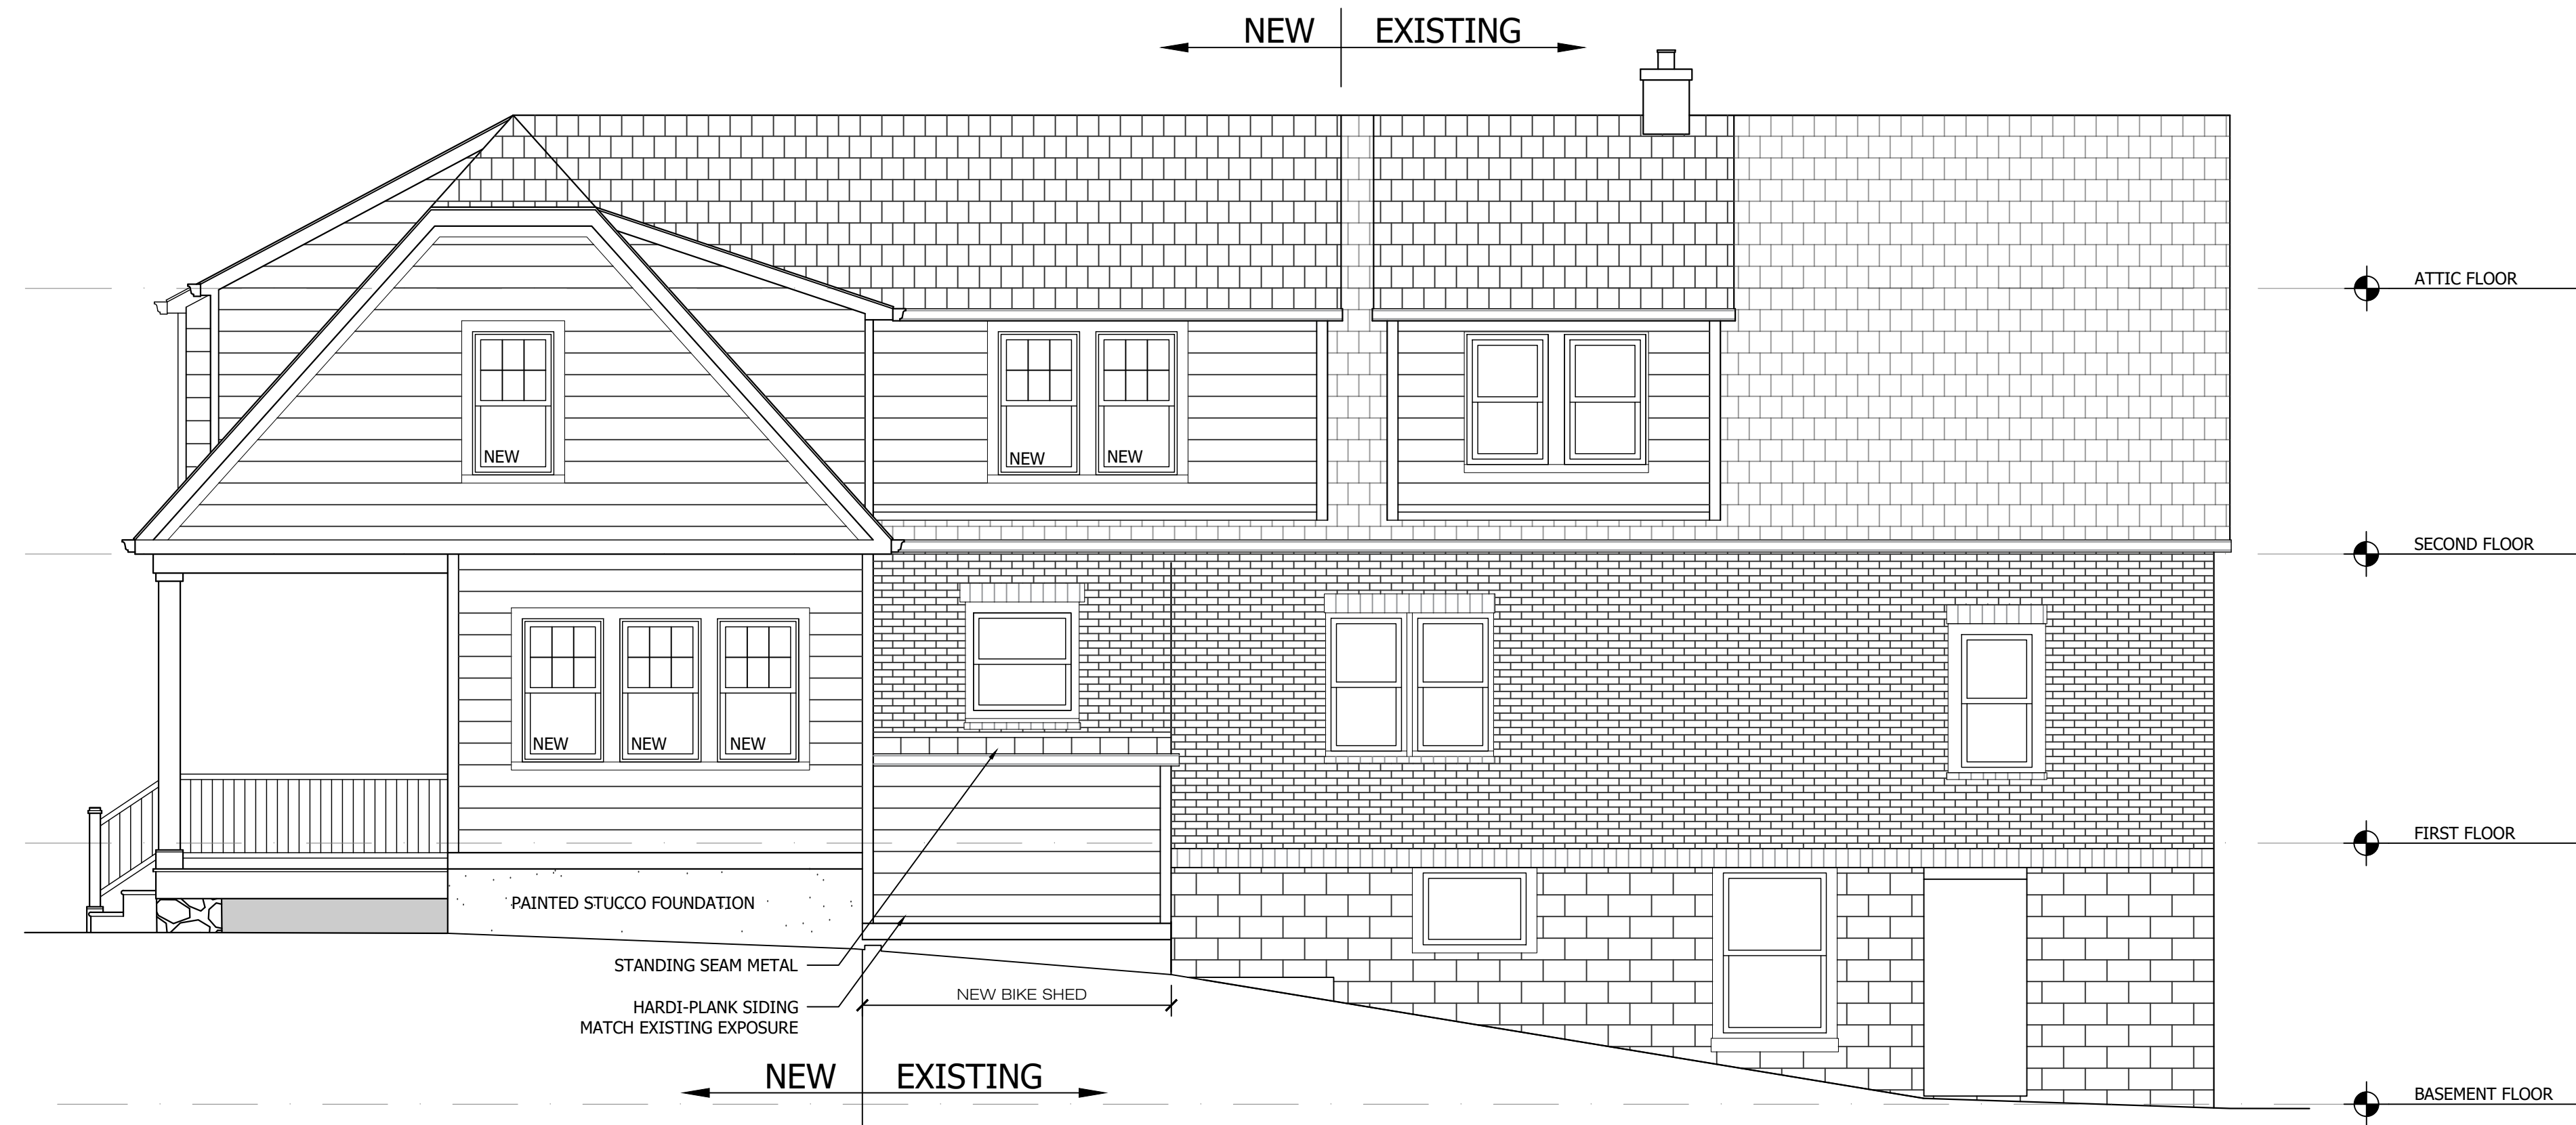 NEW EXISTING
ATTIC FLOOR
NEW
NEW
NEW
SECOND FLOOR
NEW
NEW
NEW
FIRST FLOOR
PAINTED STUCCO FOUNDATION
STANDING SEAM METAL
NEW BIKE SHED
HARDI-PLANK SIDING
MATCH EXISTING EXPOSURE
NEW EXISTING
BASEMENT FLOOR